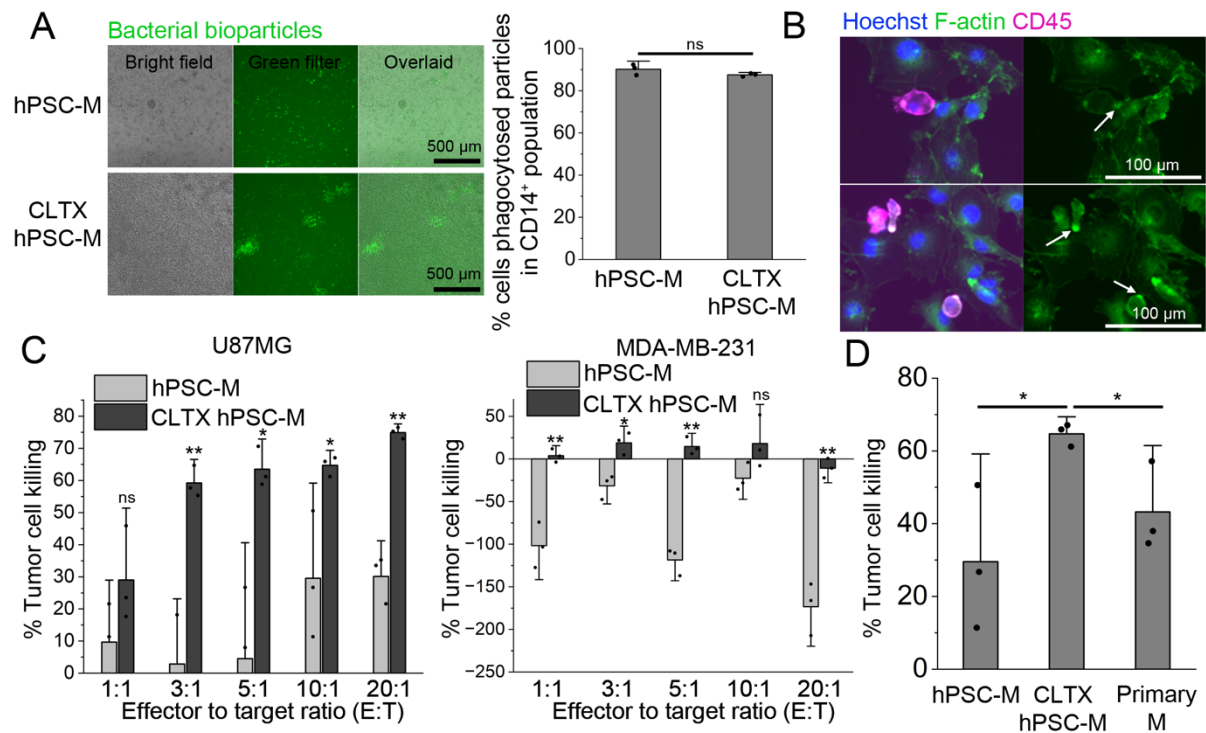 A
Bacterial bioparticles
Bright field
Green filter
Overlaid
hPSC-M
500 µm
CLTX
hPSC-M
500 µm
% cells phagocytosed particles
in CD14+ population
100
80
60
40
20
0
ns
hPSC-M
CLTX
hPSC-M
B
Hoechst F-actin CD45
100 µm
100 µm
C
U87MG
hPSC-M
CLTX hPSC-M
% Tumor cell killing
80
70
60
50
40
30
20
10
0
ns
**
*
*
**
1:1
3:1
5:1
10:1
20:1
Effector to target ratio (E:T)
MDA-MB-231
hPSC-M
CLTX hPSC-M
% Tumor cell killing
50
0
−50
−100
−150
−200
−250
**
*
**
ns
**
1:1
3:1
5:1
10:1
20:1
Effector to target ratio (E:T)
D
% Tumor cell killing
80
60
40
20
0
*
*
hPSC-M
CLTX
hPSC-M
Primary
M